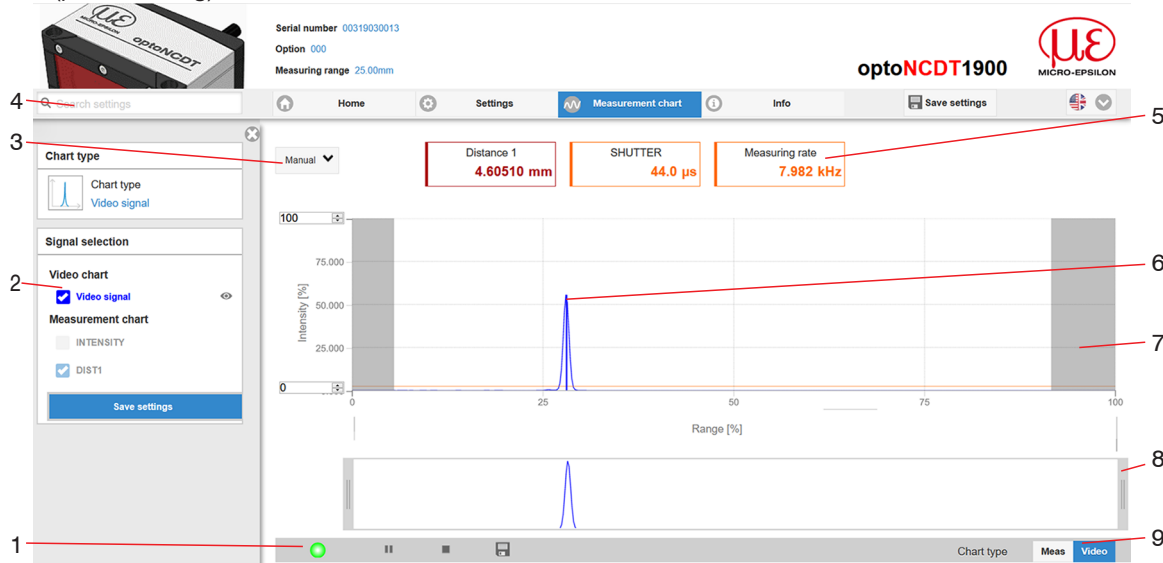 Serial number 00319030013
Option 000
Measuring range 25.00mm
με
MICRO-EPSILON
optoNCDT
optoNCDT1900
με
MICRO-EPSILON
4
Search settings
Home
Settings
Measurement chart
Info
Save settings
5
3
Chart type
Chart type
Video signal
Manual
Distance 1
4.60510 mm
SHUTTER
44.0 µs
Measuring rate
7.982 kHz
Signal selection
2
Video chart
Video signal
Measurement chart
INTENSITY
DIST1
Save settings
100
75.000
50.000
25.000
0
Intensity [%]
0
25
50
75
100
Range [%]
6
7
8
1
Chart type
Meas
Video
9